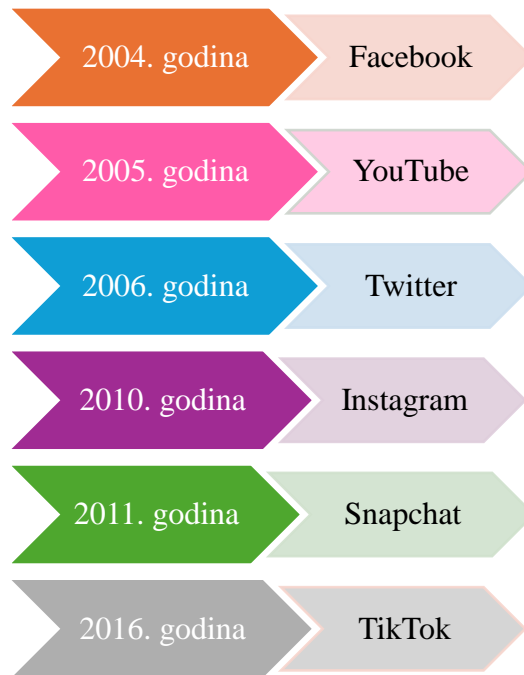 2004. godina Facebook
2005. godina YouTube
2006. godina Twitter
2010. godina Instagram
2011. godina Snapchat
2016. godina TikTok